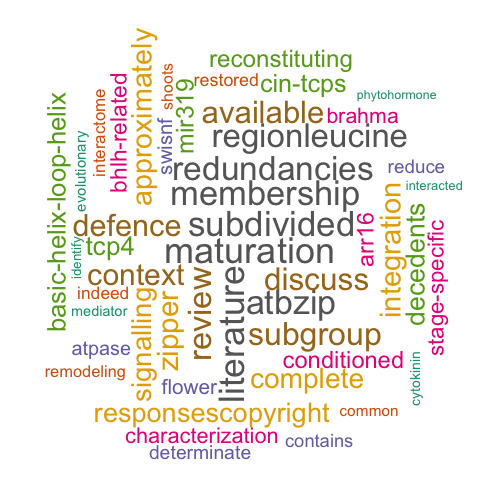 reconstituting
restored
cin-tcps
phytohormone
approximately
shoots
mir319
available
brahma
interactome
bhlh-related
swisnf
regionleucine
basic-helix-loop-helix
evolutionary
redundancies
reduce
membership
interacted
defence
subdivided
arr16
integration
decedents
stage-specific
tcp4
identify
maturation
context
review
literature
discuss
indeed
signalling
zipper
atbzip
mediator
subgroup
atpase
conditioned
remodeling
flower
complete
cytokinin
responsescopyright
common
characterization
contains
determinate